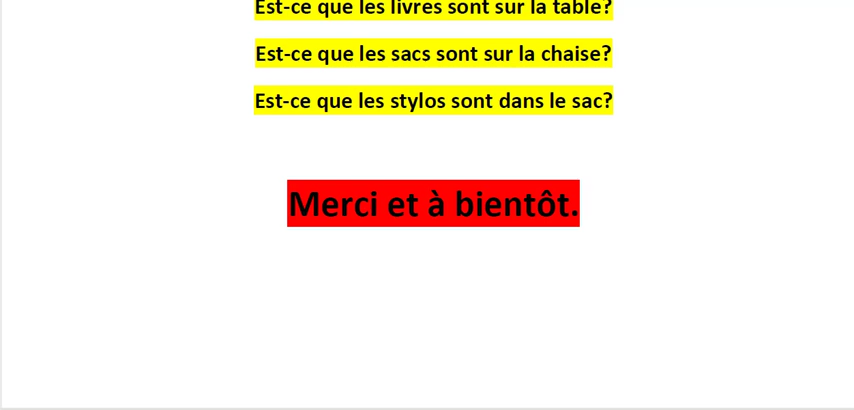 Est-ce que les livres sont sur la table?
Est-ce que les sacs sont sur la chaise?
Est-ce que les stylos sont dans le sac?
Merci et à bientôt.